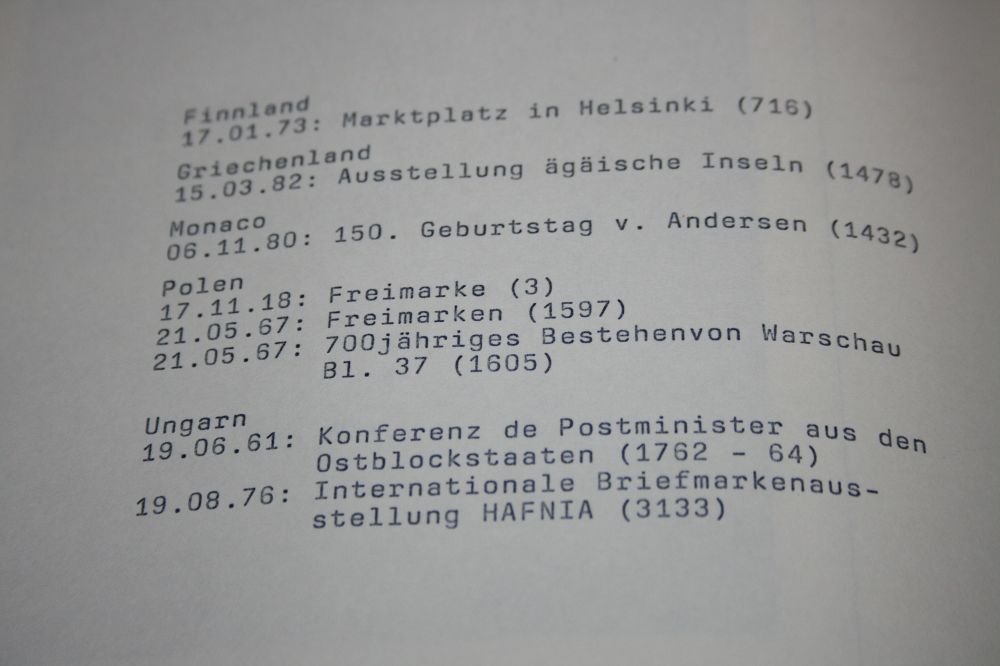 Finnland
17.01.73: Marktplatz in Helsinki (716)
Griechenland
15.03.82: Ausstellung ägäische Inseln (1478)
Monaco
06.11.80: 150. Geburtstag v. Andersen (1432)
Polen
17.11.18: Freimarke (3)
21.05.67: Freimarken (1597)
21.05.67: 700jähriges Bestehenvon Warschau
Bl. 37 (1605)
Ungarn
19.06.61: Konferenz de Postminister aus den
Ostblockstaaten (1762 - 64)
19.08.76: Internationale Briefmarkenaus-
stellung HAFNIA (3133)